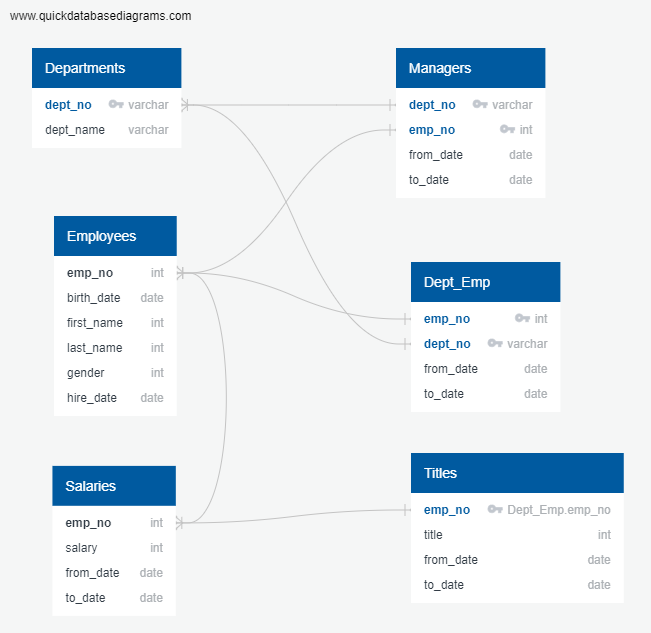 www.quickdatabasediagrams.com
Departments
dept_no varchar
dept_name varchar
Managers
dept_no varchar
emp_no int
from_date date
to_date date
Employees
emp_no int
birth_date date
first_name int
last_name int
gender int
hire_date date
Dept_Emp
emp_no int
dept_no varchar
from_date date
to_date date
Salaries
emp_no int
salary int
from_date date
to_date date
Titles
emp_no Dept_Emp.emp_no
title int
from_date date
to_date date